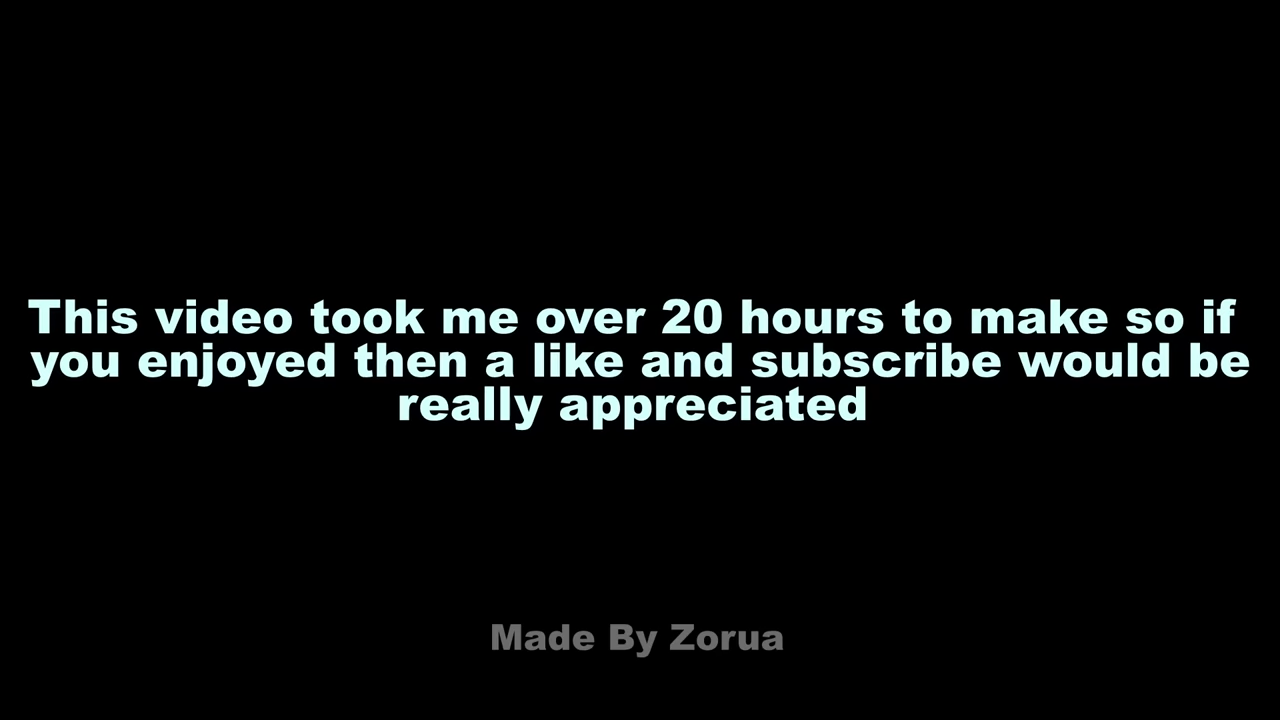 This video took me over 20 hours to make so if
you enjoyed then a like and subscribe would be
really appreciated
Made By Zorua